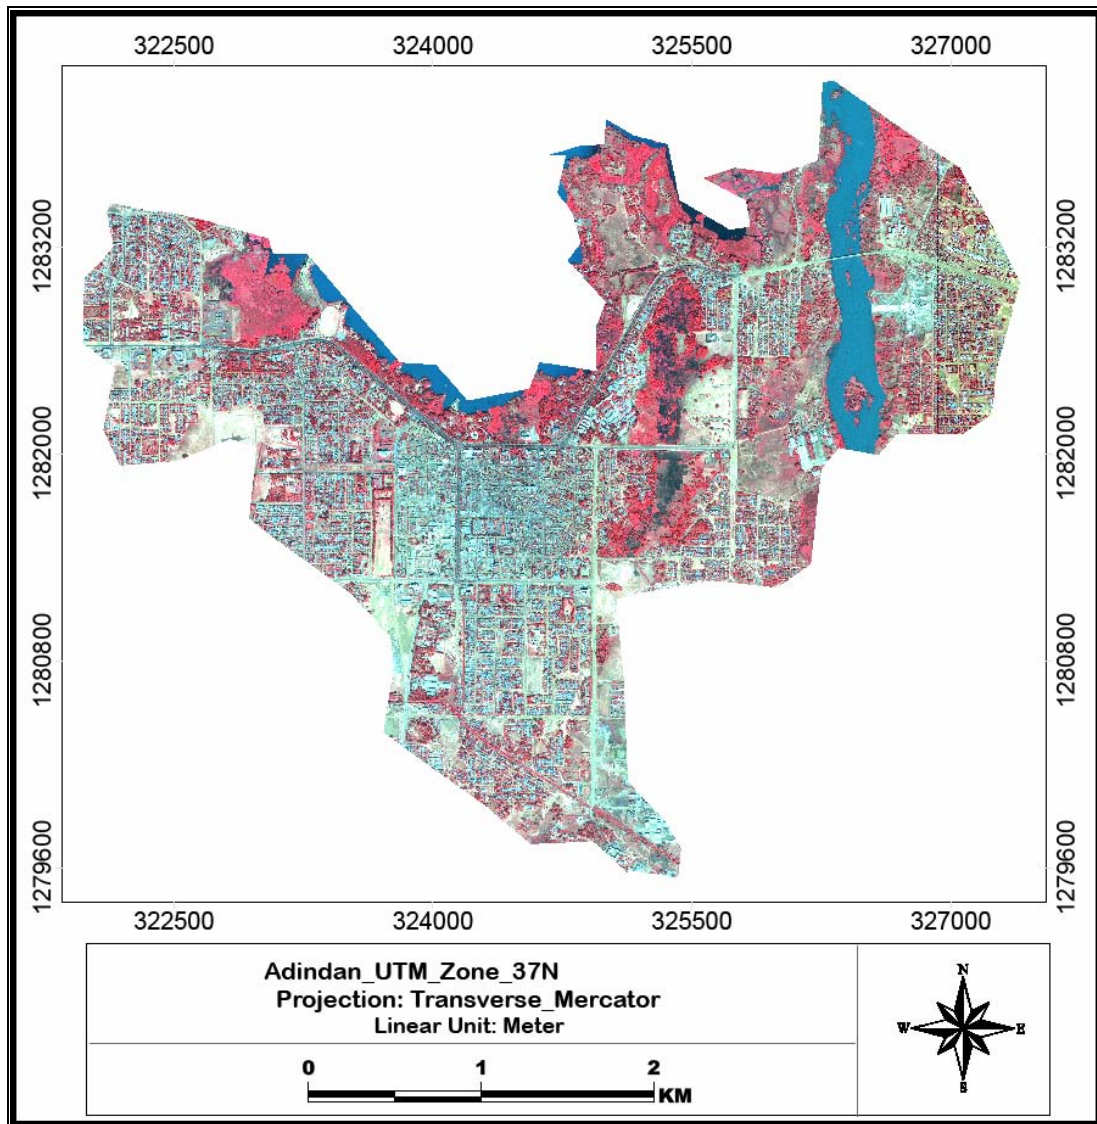 322500 324000 325500 327000
1283200 1283200
1282000 1282000
1280800 1280800
1279600 1279600
322500 324000 325500 327000
Adindan_UTM_Zone_37N
Projection: Transverse_Mercator
Linear Unit: Meter
0 1 2
KM
N
W E
S